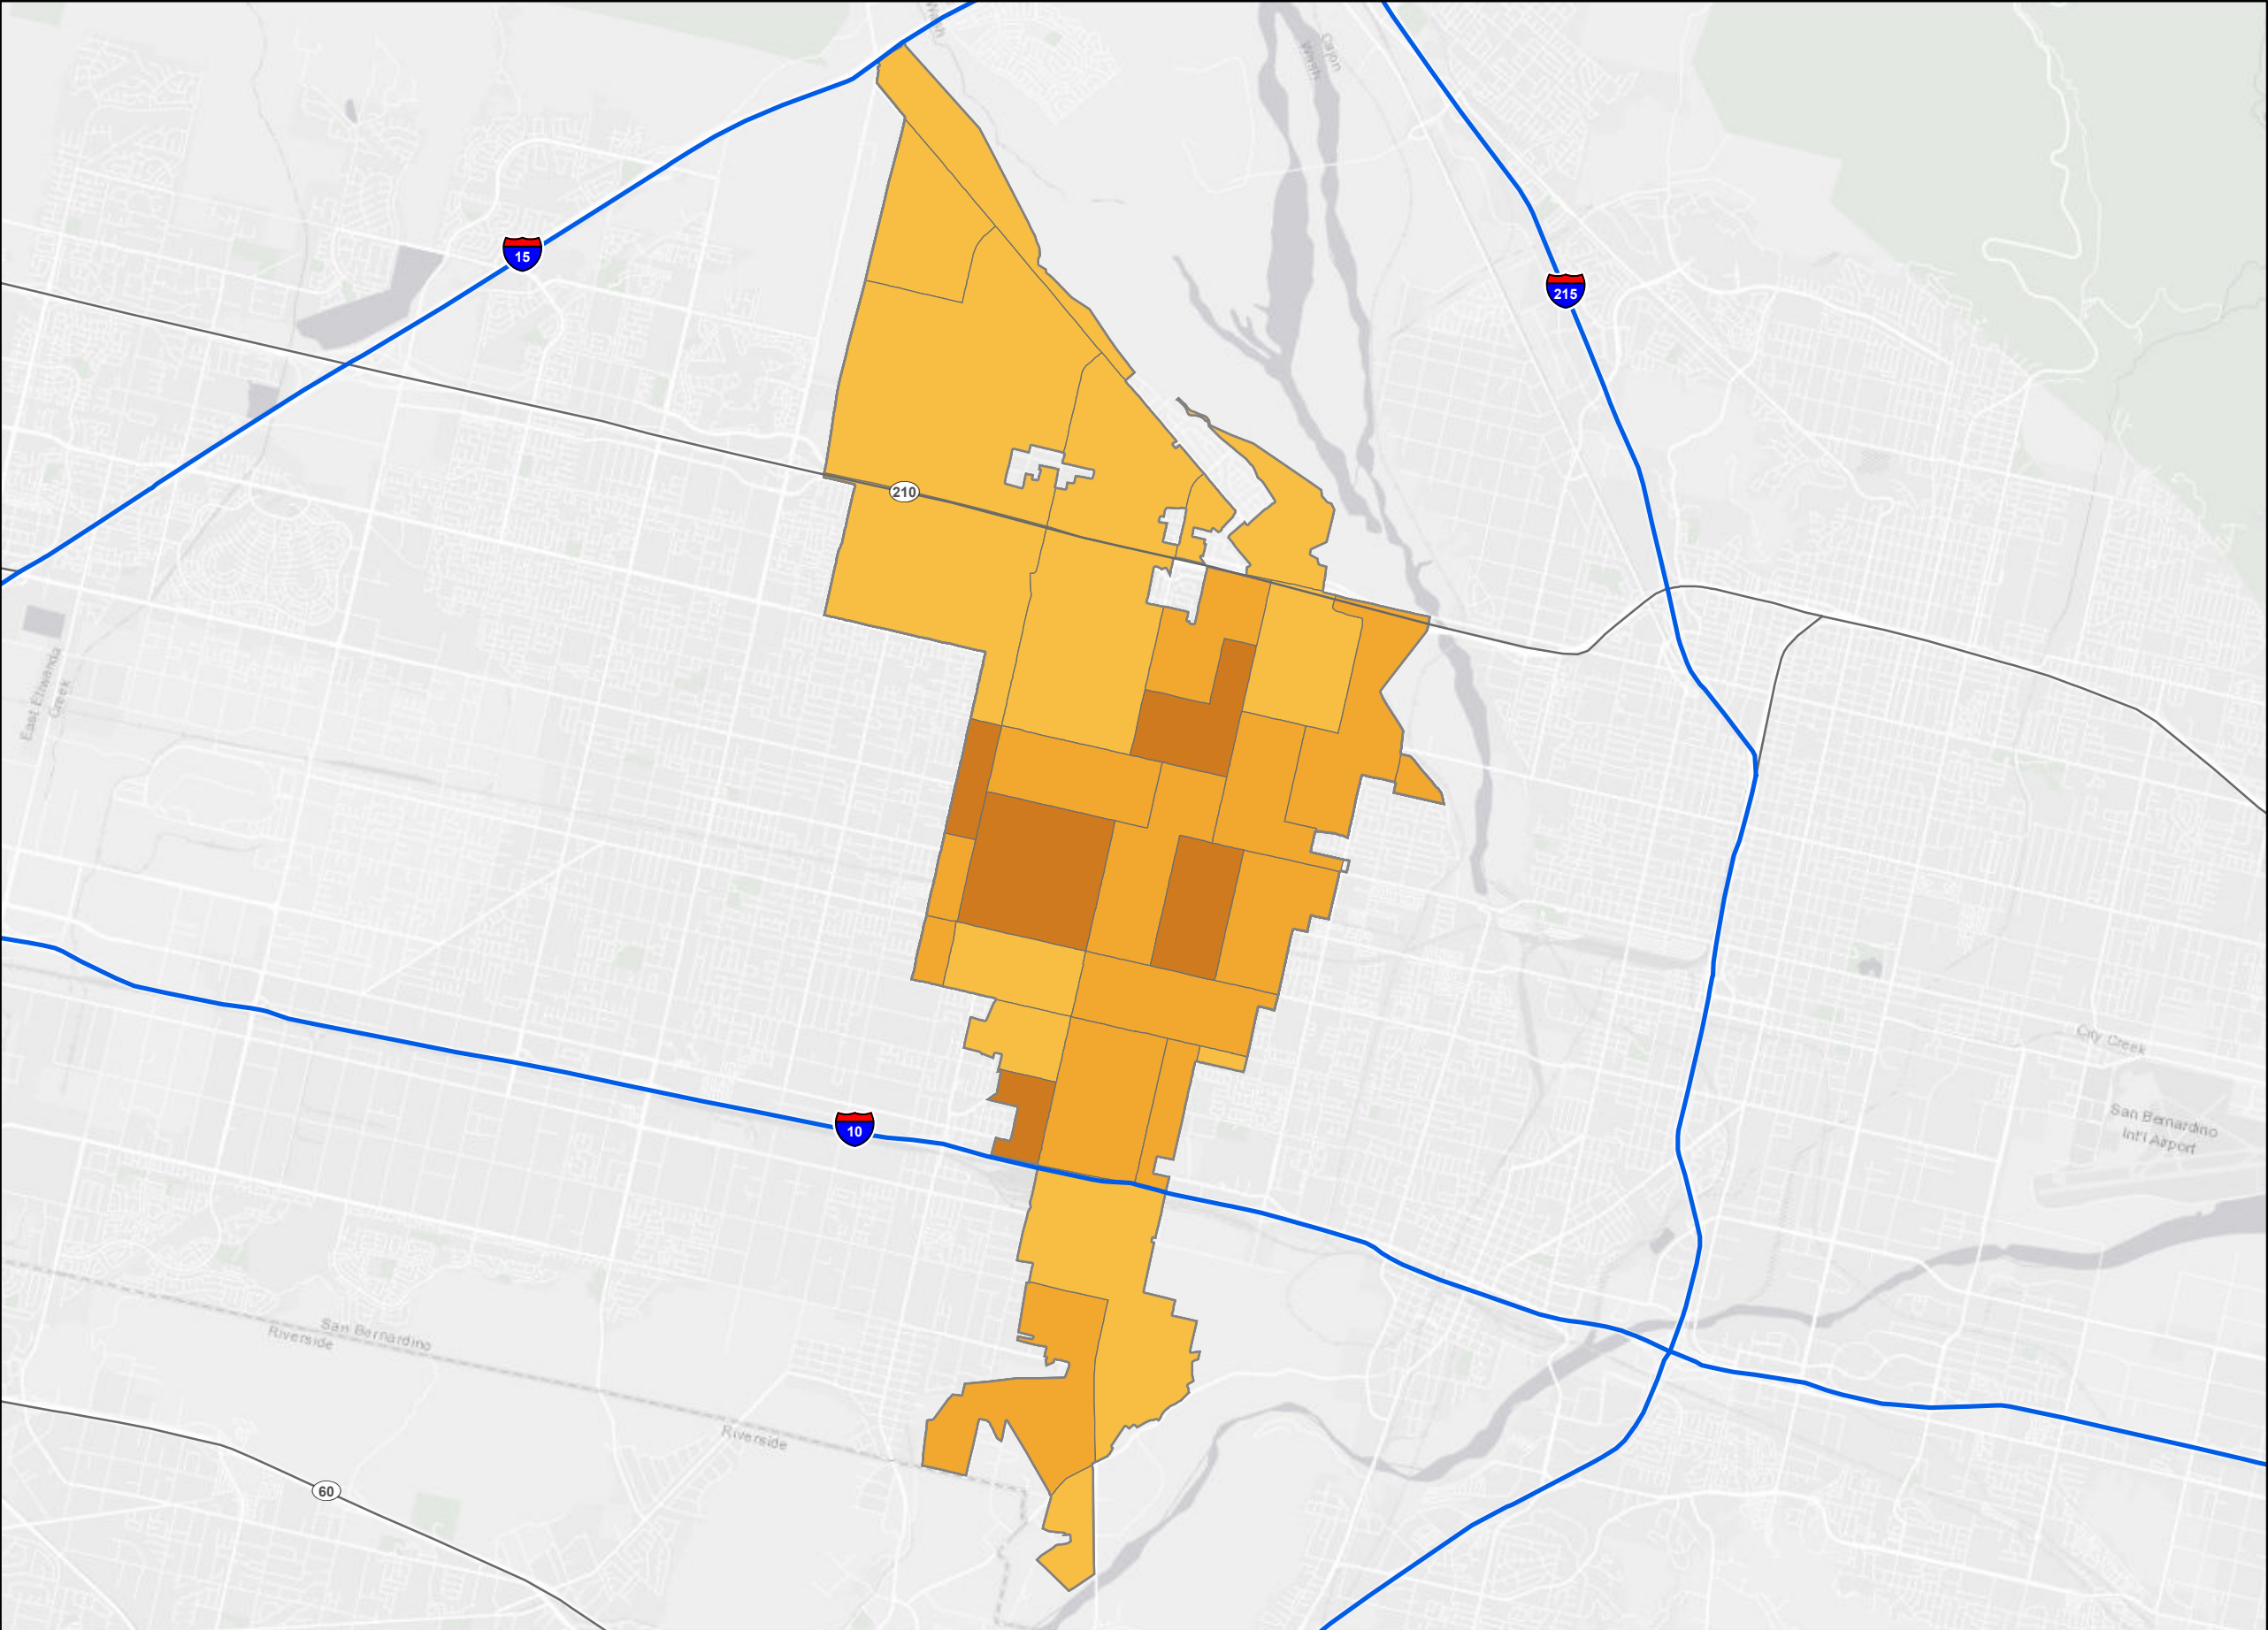 Wash
Cajon
Wash
15
215
210
East Etiwanda
Creek
City Creek
San Bernardino
Int'l Airport
10
San Bernardino
Riverside
Riverside
60